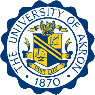 THE UNIVERSITY OF AKRON
1870